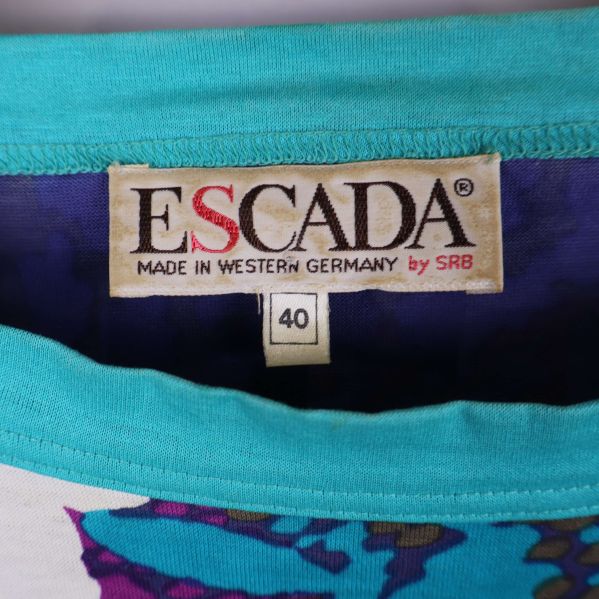 ESCADA®
MADE IN WESTERN GERMANY by SRB
40